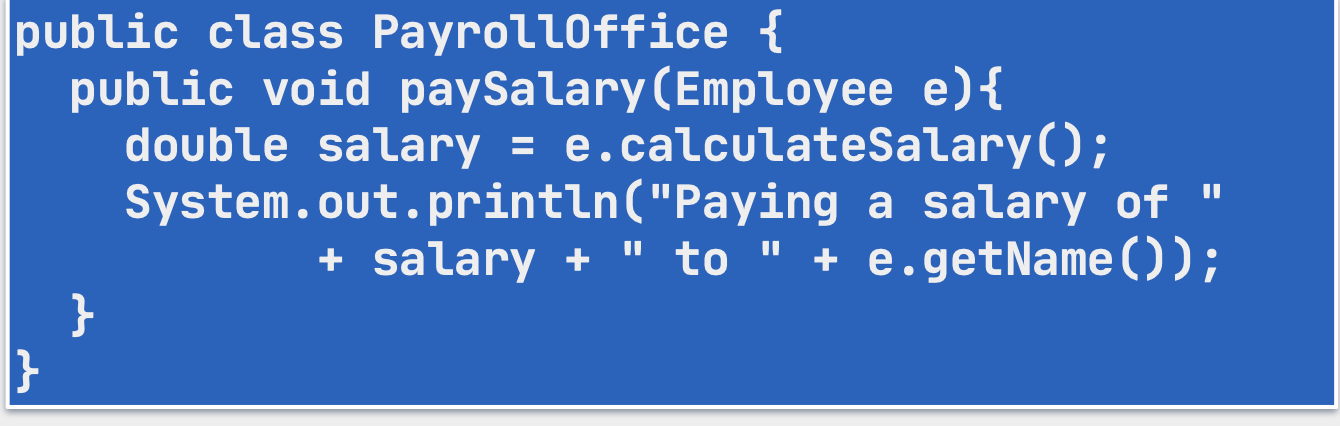 public class PayrollOffice {
  public void paySalary(Employee e){
    double salary = e.calculateSalary();
    System.out.println("Paying a salary of "
           + salary + " to " + e.getName());
  }
}